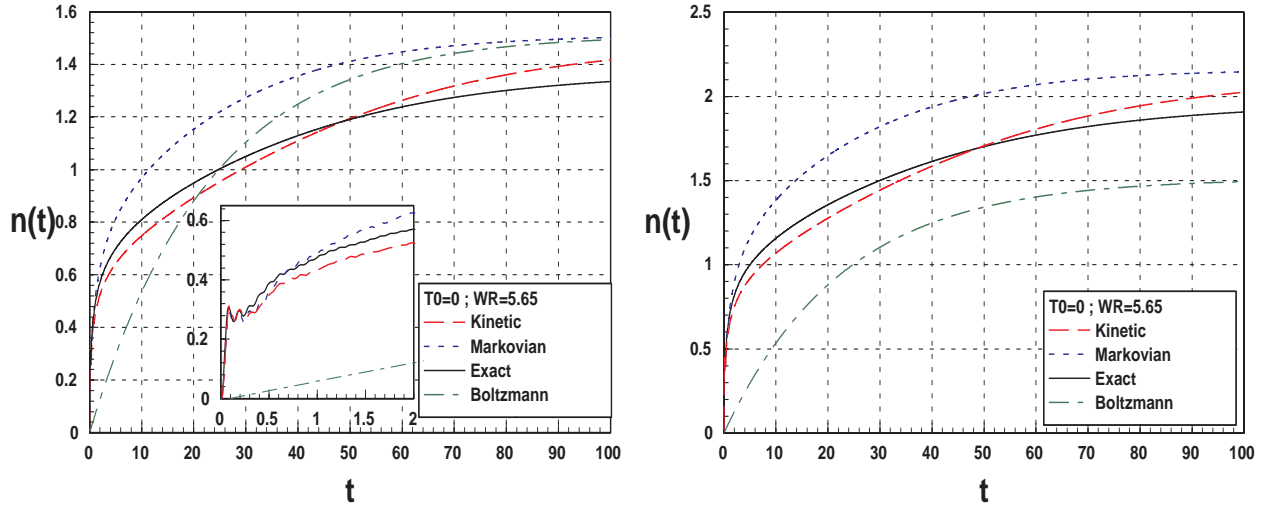 1.6
1.4
1.2
1
0.8
0.6
0.4
0.2
0
n(t)
0.6
0.4
0.2
0
0 0.5 1 1.5 2
T0=0 ; WR=5.65
Kinetic
Markovian
Exact
Boltzmann
0 10 20 30 40 50 60 70 80 90 100
t
2.5
2
1.5
1
0.5
0
n(t)
T0=0 ; WR=5.65
Kinetic
Markovian
Exact
Boltzmann
0 10 20 30 40 50 60 70 80 90 100
t